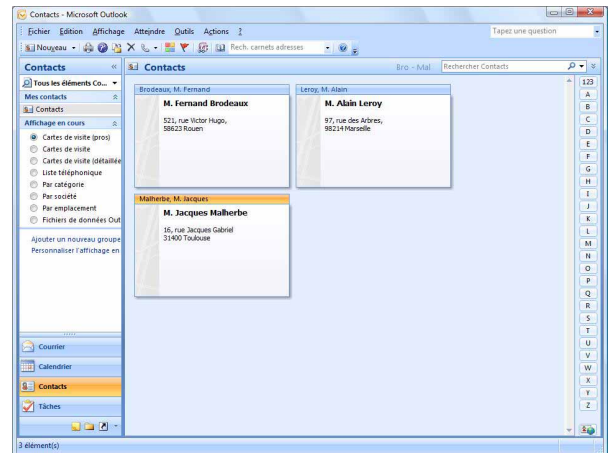 Contacts - Microsoft Outlook
Fichier Edition Affichage Atteindre Outils Actions ?
Tapez une question
Nouveau
Rech. carnets adresses
Contacts «
Contacts
Bro - Mal
Rechercher Contacts
Tous les éléments Co...
Mes contacts
Contacts
Affichage en cours
Cartes de visite (pros)
Cartes de visite
Cartes de visite (détaillée
Liste téléphonique
Par catégorie
Par société
Par emplacement
Fichiers de données Out
Ajouter un nouveau groupe
Personnaliser l'affichage en
Courrier
Calendrier
Contacts
Tâches
Brodeaux, M. Fernand
M. Fernand Brodeaux
521, rue Victor Hugo,
58623 Rouen
Leroy, M. Alain
M. Alain Leroy
97, rue des Arbres,
98214 Marseille
Malherbe, M. Jacques
M. Jacques Malherbe
16, rue Jacques Gabriel
31400 Toulouse
123
A
B
C
D
E
F
G
H
I
J
K
L
M
N
O
P
Q
R
S
T
U
V
W
X
Y
Z
3 élément(s)